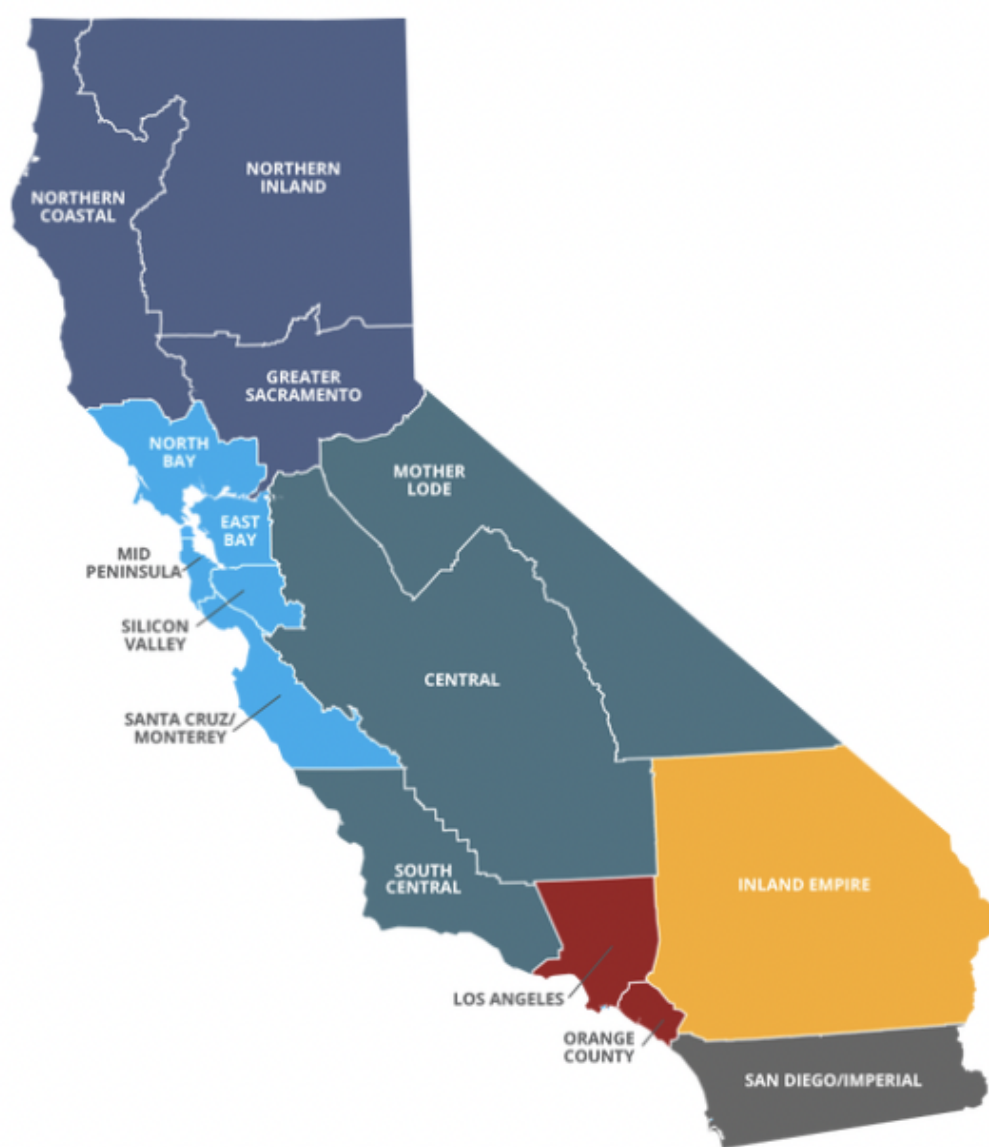 NORTHERN
INLAND
NORTHERN
COASTAL
GREATER
SACRAMENTO
NORTH
BAY
MOTHER
LODE
EAST
BAY
MID
PENINSULA
SILICON
VALLEY
CENTRAL
SANTA CRUZ/
MONTEREY
SOUTH
CENTRAL
INLAND EMPIRE
LOS ANGELES
ORANGE
COUNTY
SAN DIEGO/IMPERIAL